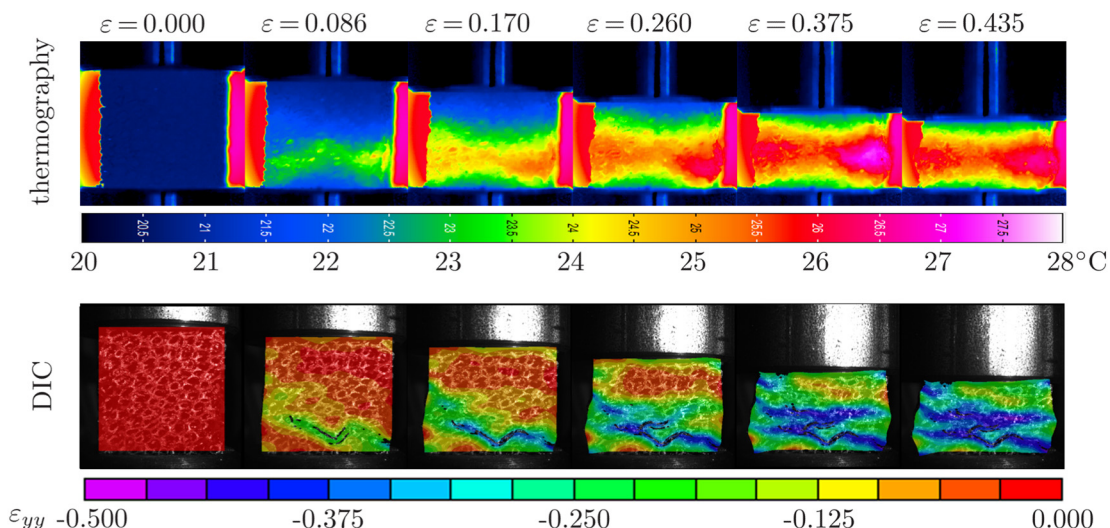 ε = 0.000 ε = 0.086 ε = 0.170 ε = 0.260 ε = 0.375 ε = 0.435
thermography
20.5 21 21.5 22 22.5 23 23.5 24 24.5 25 25.5 26 26.5 27 27.5
20 21 22 23 24 25 26 27 28°C
DIC
εyy -0.500 -0.375 -0.250 -0.125 0.000